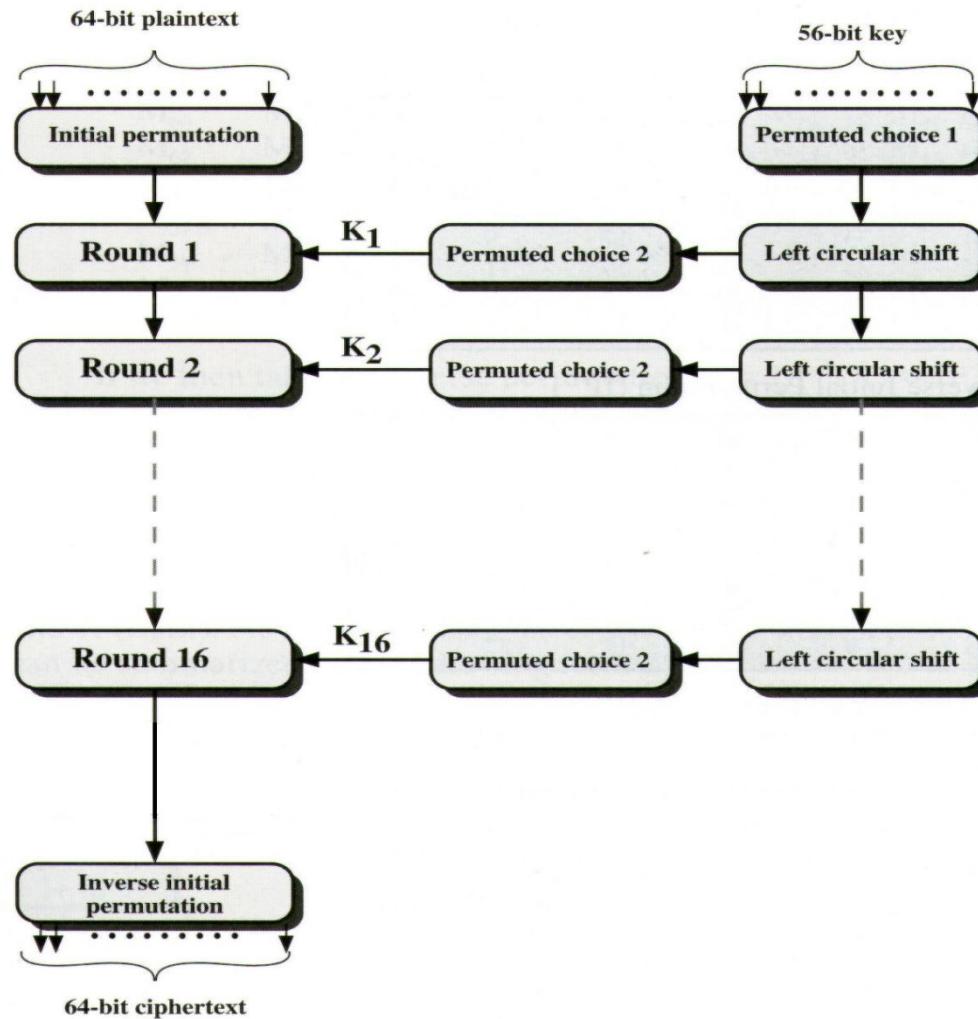 64-bit plaintext
56-bit key
Initial permutation
Permuted choice 1
Round 1
K1
Permuted choice 2
Left circular shift
Round 2
K2
Permuted choice 2
Left circular shift
Round 16
K16
Permuted choice 2
Left circular shift
Inverse initial
permutation
64-bit ciphertext